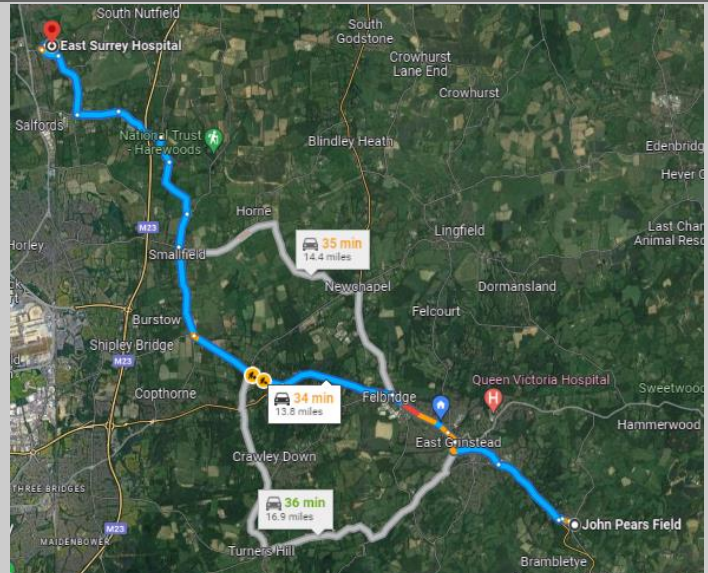 South Nutfield
East Surrey Hospital
South
Godstone
Crowhurst
Lane End
Crowhurst
Salfords
National Trust
- Harewoods
Blindley Heath
Edenbridg
Hever C
Horne
M23
Lingfield
Last Chan
Animal Resc
Horley
Smallfield
35 min
14.4 miles
Newchapel
Dormansland
Burstow
Felcourt
Shipley Bridge
M23
Queen Victoria Hospital
Sweetwoo
Copthorne
34 min
13.8 miles
Felbridge
H
Hammerwood
East Grinstead
Crawley Down
THREE BRIDGES
36 min
16.9 miles
M23
John Pears Field
MAIDENBOWER
Turners Hill
Brambletye